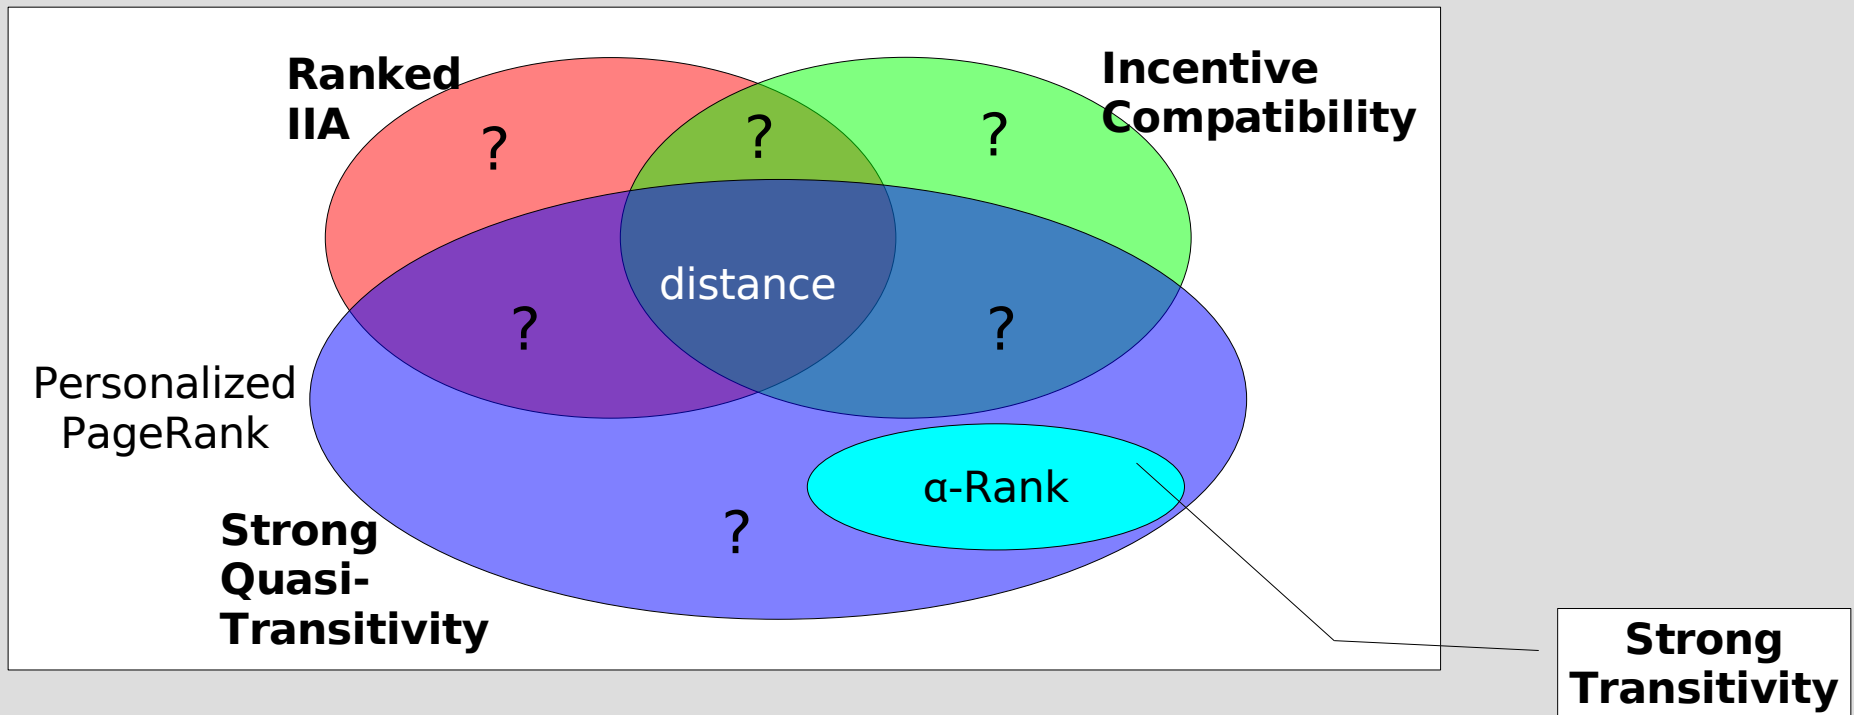 Ranked
IIA
Incentive
Compatibility
?
?
?
distance
?
?
Personalized
PageRank
α-Rank
?
Strong
Quasi-
Transitivity
Strong
Transitivity